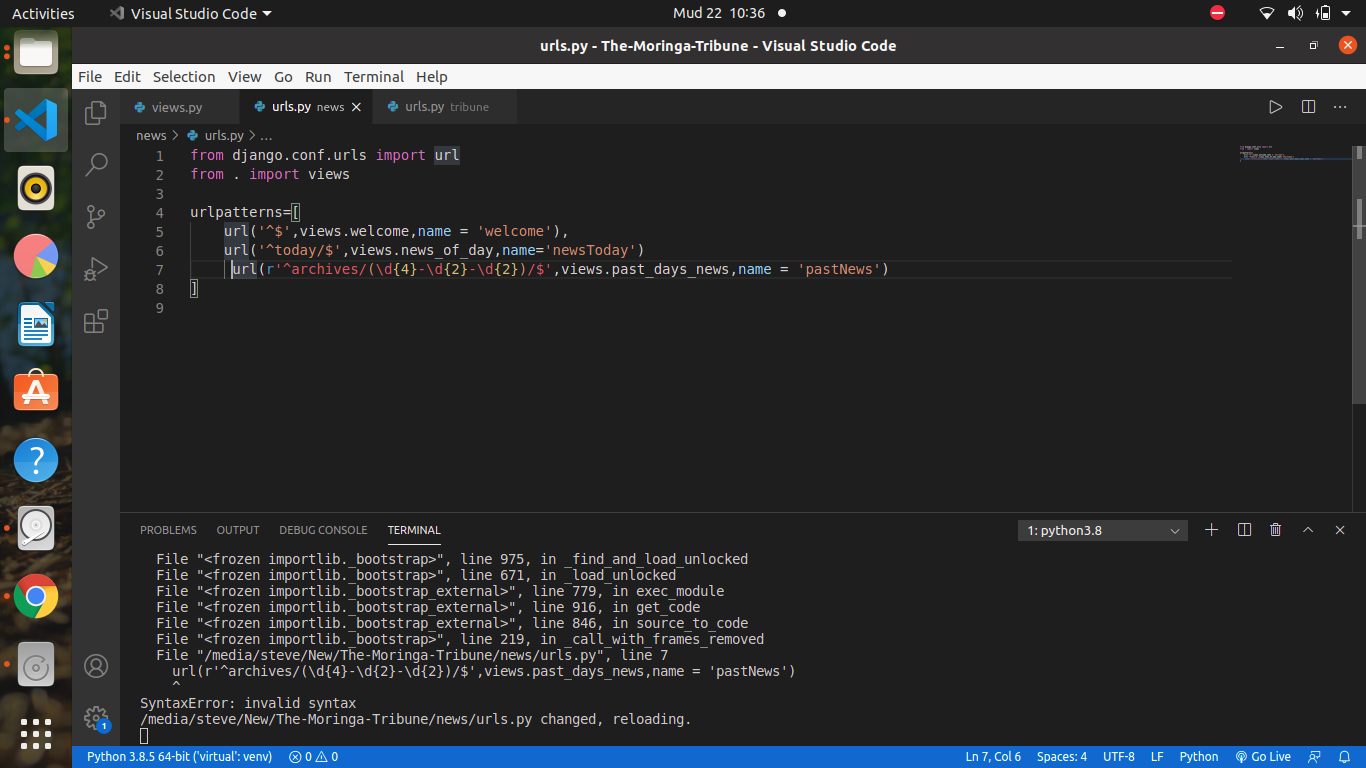 Activities Visual Studio Code Mud 22 10:36
urls.py - The-Moringa-Tribune - Visual Studio Code
File Edit Selection View Go Run Terminal Help
views.py urls.py news urls.py tribune
news > urls.py > ...
1 from django.conf.urls import url
2 from . import views
3
4 urlpatterns=[
5 url('^$',views.welcome,name = 'welcome'),
6 url('^today/$',views.news_of_day,name='newsToday')
7 url(r'^archives/(\d{4}-\d{2}-\d{2})/$',views.past_days_news,name = 'pastNews')
8 ]
9
PROBLEMS OUTPUT DEBUG CONSOLE TERMINAL 1: python3.8
File "<frozen importlib._bootstrap>", line 975, in _find_and_load_unlocked
File "<frozen importlib._bootstrap>", line 671, in _load_unlocked
File "<frozen importlib._bootstrap_external>", line 779, in exec_module
File "<frozen importlib._bootstrap_external>", line 916, in get_code
File "<frozen importlib._bootstrap_external>", line 846, in source_to_code
File "<frozen importlib._bootstrap>", line 219, in _call_with_frames_removed
File "/media/steve/New/The-Moringa-Tribune/news/urls.py", line 7
url(r'^archives/(\d{4}-\d{2}-\d{2})/$',views.past_days_news,name = 'pastNews')
^
SyntaxError: invalid syntax
/media/steve/New/The-Moringa-Tribune/news/urls.py changed, reloading.
1
Python 3.8.5 64-bit ('virtual': venv) 0 0 Ln 7, Col 6 Spaces: 4 UTF-8 LF Python Go Live